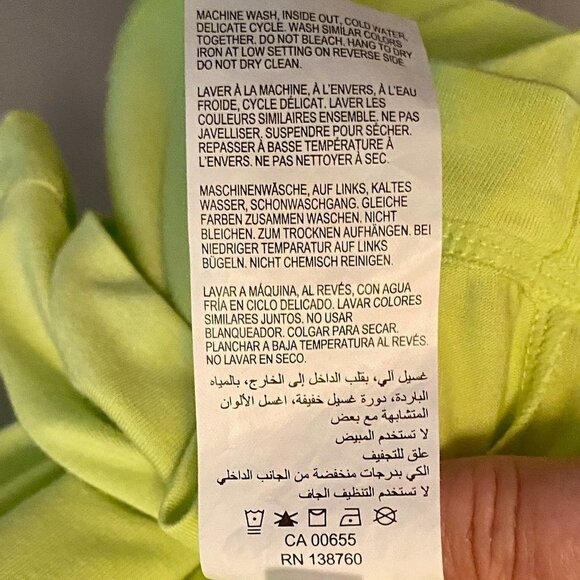 MACHINE WASH, INSIDE OUT, COLD WATER,
DELICATE CYCLE. WASH SIMILAR COLORS
TOGETHER. DO NOT BLEACH. HANG TO DRY
IRON AT LOW SETTING ON REVERSE SIDE
DO NOT DRY CLEAN.
LAVER À LA MACHINE, À L'ENVERS, À L'EAU
FROIDE, CYCLE DÉLICAT. LAVER LES
COULEURS SIMILAIRES ENSEMBLE. NE PAS
JAVELLISER. SUSPENDRE POUR SÉCHER.
REPASSER À BASSE TEMPÉRATURE À
L'ENVERS. NE PAS NETTOYER À SEC.
MASCHINENWÄSCHE, AUF LINKS, KALTES
WASSER, SCHONWASCHGANG. GLEICHE
FARBEN ZUSAMMEN WASCHEN. NICHT
BLEICHEN. ZUM TROCKNEN AUFHÄNGEN. BEI
NIEDRIGER TEMPARATUR AUF LINKS
BÜGELN. NICHT CHEMISCH REINIGEN.
LAVAR A MÁQUINA, AL REVÉS, CON AGUA
FRÍA EN CICLO DELICADO. LAVAR COLORES
SIMILARES JUNTOS. NO USAR
BLANQUEADOR. COLGAR PARA SECAR.
PLANCHAR A BAJA TEMPERATURA AL REVÉS.
NO LAVAR EN SECO.
غسيل آلي، بقلب الداخل إلى الخارج، بالمياه
الباردة، دورة غسيل خفيفة، اغسل الألوان
المتشابهة مع بعض
لا تستخدم المبيض
علق للتجفيف
الكي بدرجات منخفضة من الجانب الداخلي
لا تستخدم التنظيف الجاف
CA 00655
RN 138760